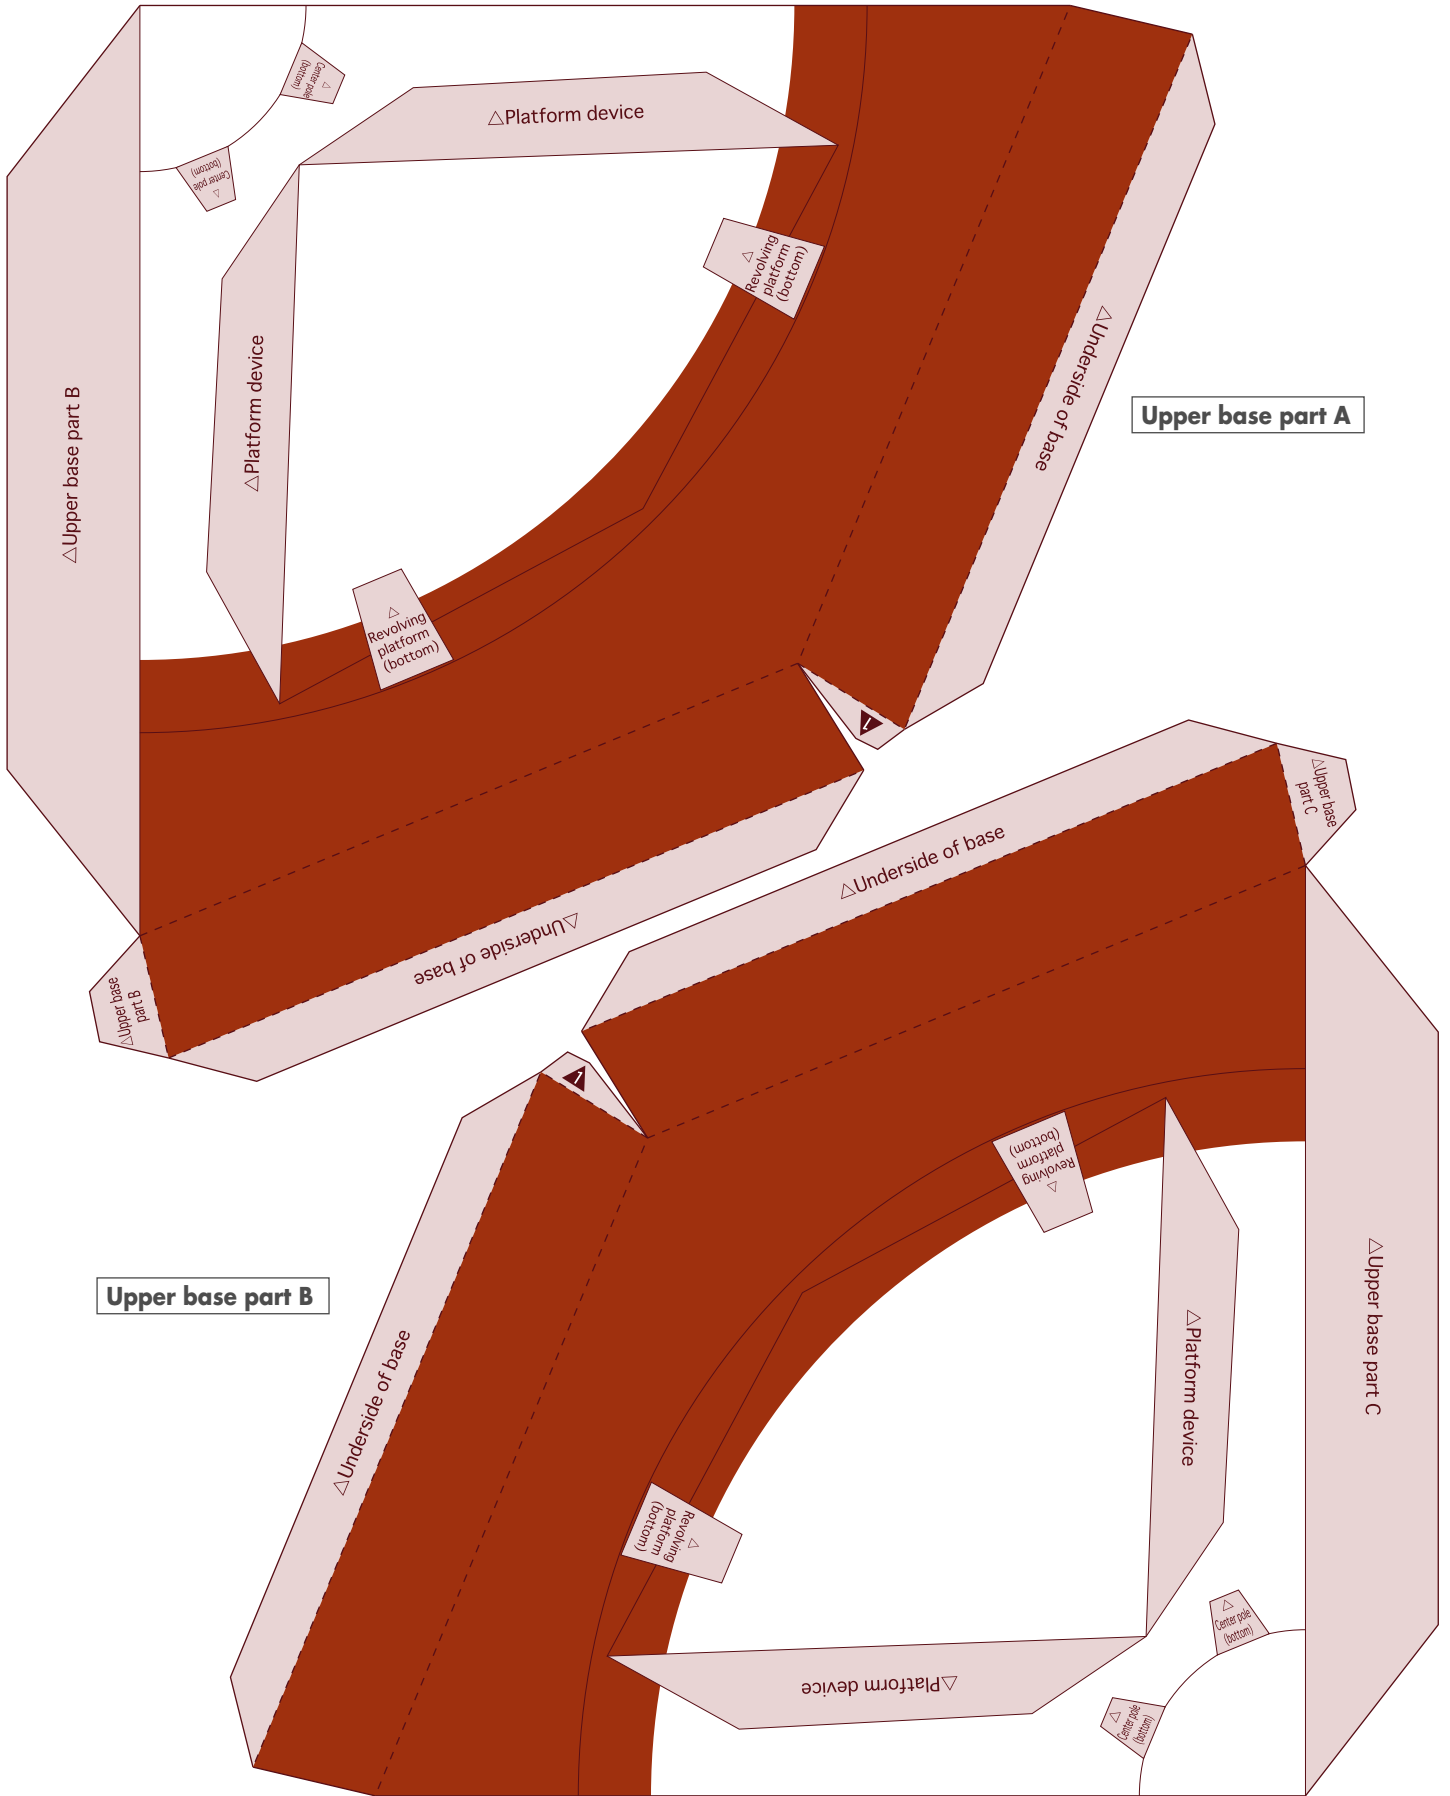 Center pole
(bottom)
△
△Platform device
Center pole
(bottom)
△
△
Revolving
platform
(bottom)
△Platform device
△Underside of base
△Upper base part B
Upper base part A
△
Revolving
platform
(bottom)
1
△Upper base
part C
△Underside of base
△Underside of base
△Upper base
part B
1
Revolving
platform
(bottom)
△
△Upper base part C
Upper base part B
△Platform device
△Underside of base
Revolving
platform
(bottom)
△
△
Center pole
(bottom)
△Platform device
△
Center pole
(bottom)